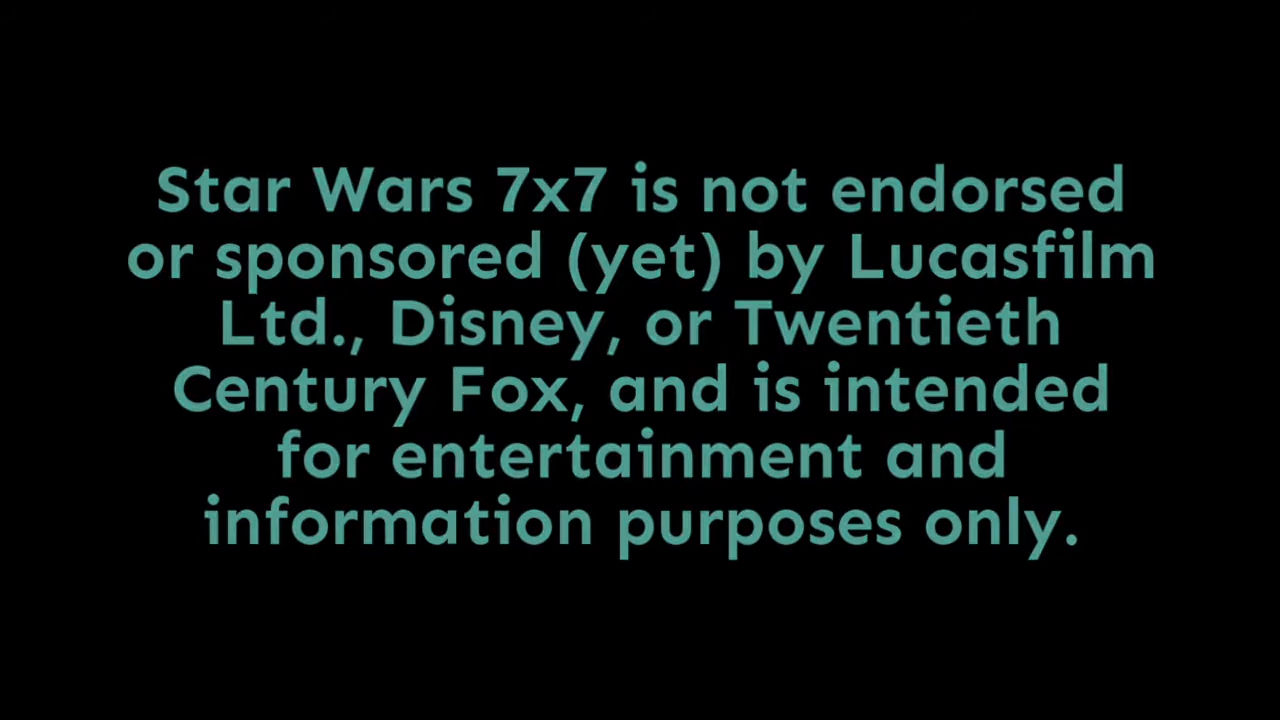 Star Wars 7x7 is not endorsed
or sponsored (yet) by Lucasfilm
Ltd., Disney, or Twentieth
Century Fox, and is intended
for entertainment and
information purposes only.